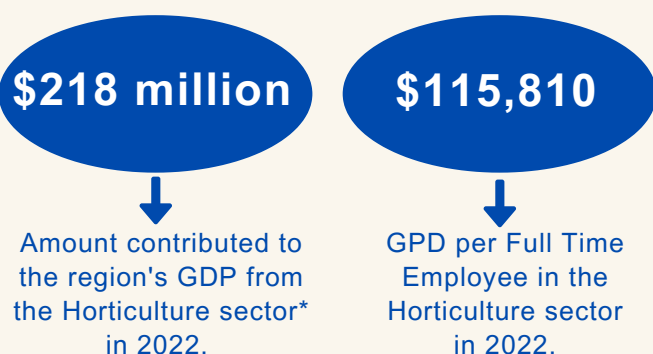 $218 million
Amount contributed to
the region's GDP from
the Horticulture sector*
in 2022.
$115,810
GPD per Full Time
Employee in the
Horticulture sector
in 2022.